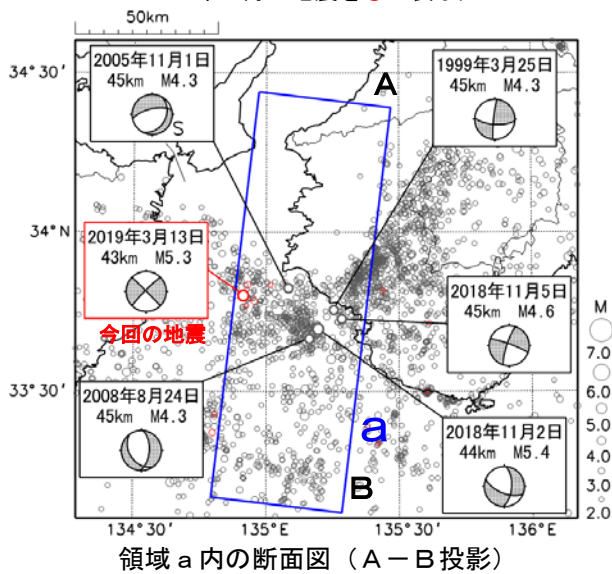 50km
34°30′
34°N
33°30′
134°30′
135°E
135°30′
136°E
2005年11月1日
45km M4.3
S
1999年3月25日
45km M4.3
2019年3月13日
43km M5.3
今回の地震
2018年11月5日
45km M4.6
2008年8月24日
45km M4.3
2018年11月2日
44km M5.4
A
a
B
M
7.0
6.0
5.0
4.0
3.0
2.0
領域a内の断面図（A－B投影）